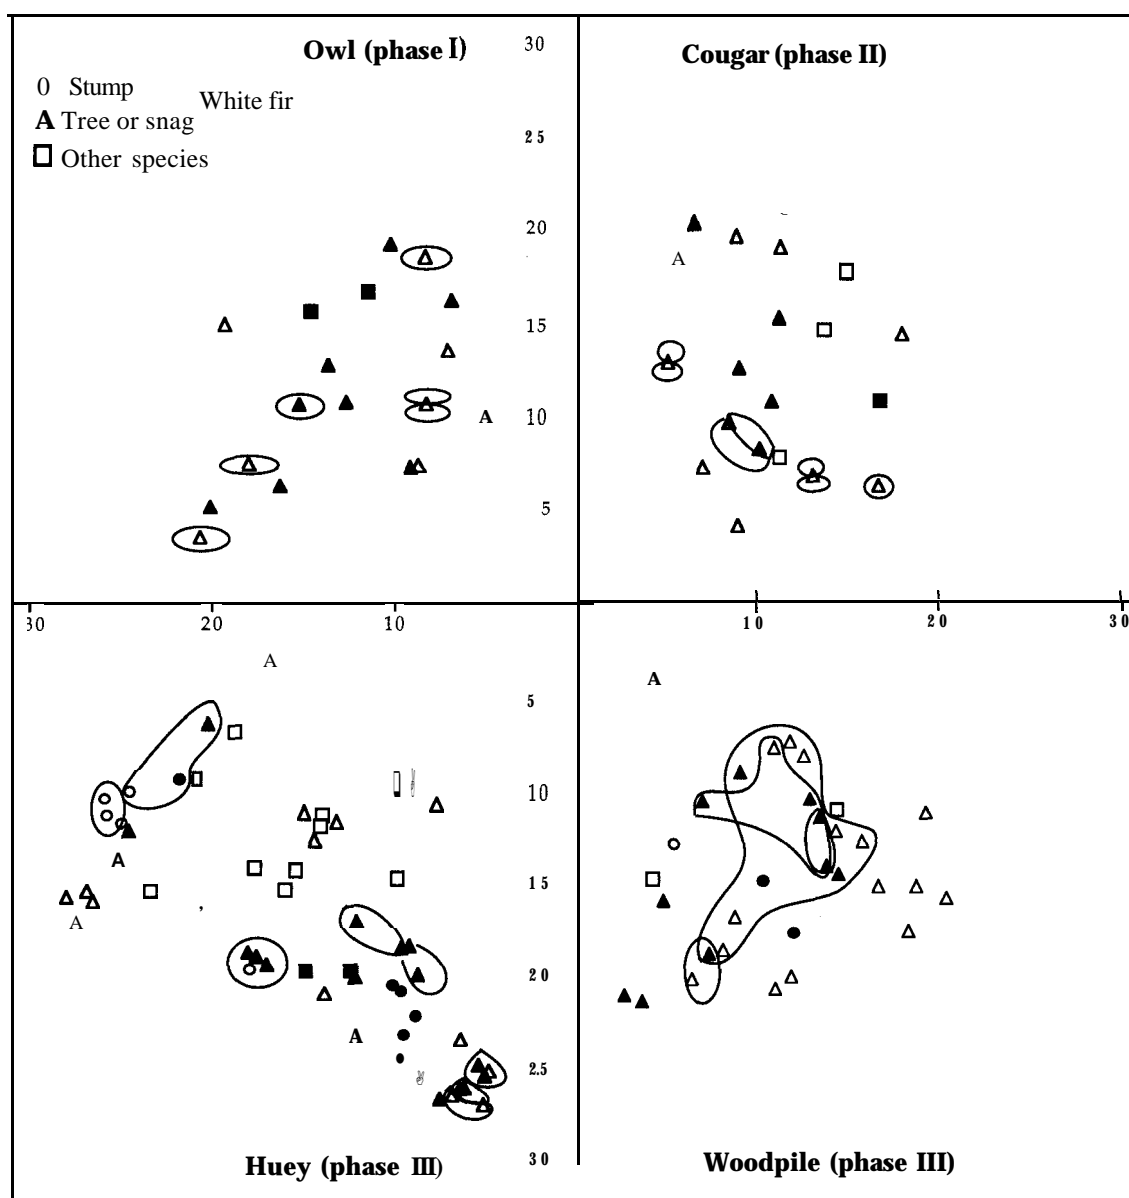 Owl (phase I)
30
Cougar (phase II)
0 Stump
White fir
A Tree or snag
Other species
25
20
A
15
A
10
5
30
20
10
10
20
30
A
A
5
10
A
15
A
20
A
2.5
30
Huey (phase III)
Woodpile (phase III)